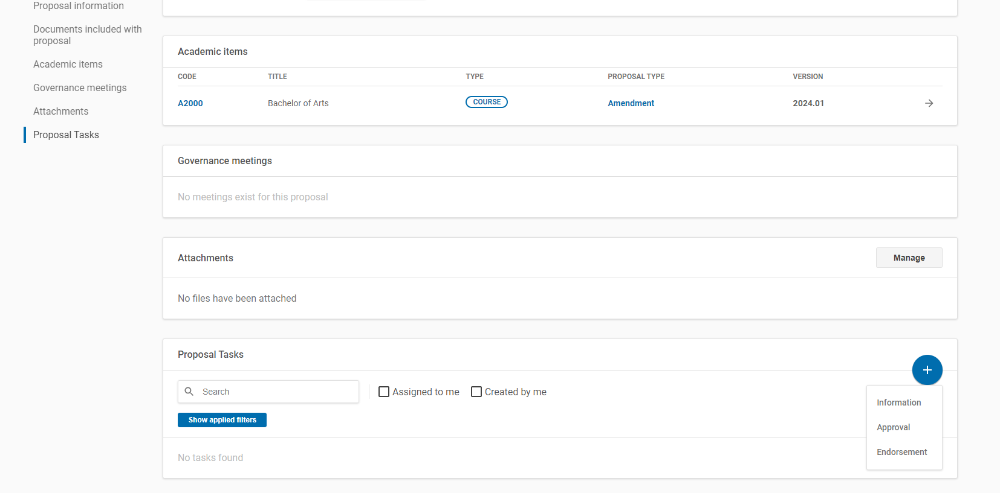 Proposal information
Documents included with
proposal
Academic items
Governance meetings
Attachments
Proposal Tasks
Academic items
CODE TITLE TYPE PROPOSAL TYPE VERSION
A2000 Bachelor of Arts COURSE Amendment 2024.01
Governance meetings
No meetings exist for this proposal
Attachments Manage
No files have been attached
Proposal Tasks
Search Assigned to me Created by me
Show applied filters
No tasks found
Information
Approval
Endorsement